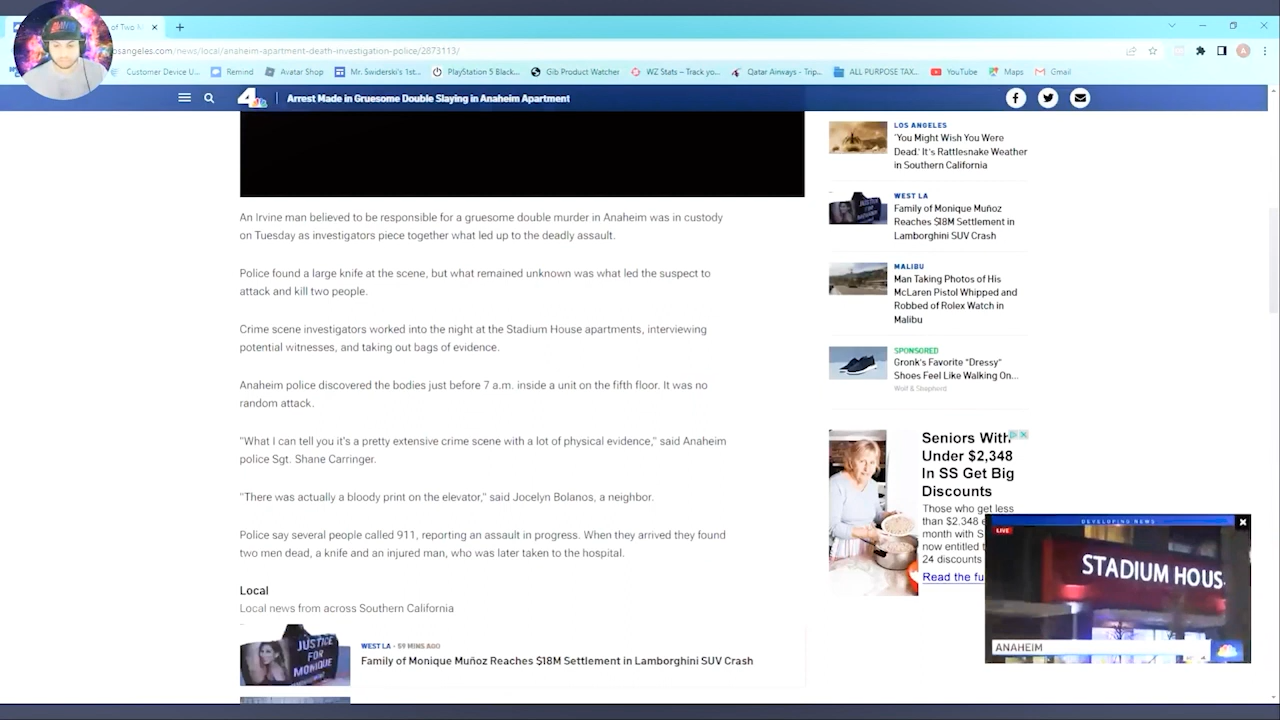 of Two M
osangeles.com/news/local/anaheim-apartment-death-investigation-police/2873113/
Customer Device U...
Remind
Avatar Shop
Mr. Swiderski's 1st...
PlayStation 5 Black...
Gib Product Watcher
WZ Stats – Track yo...
Qatar Airways - Trip...
ALL PURPOSE TAX...
YouTube
Maps
Gmail
4
Arrest Made in Gruesome Double Slaying in Anaheim Apartment
An Irvine man believed to be responsible for a gruesome double murder in Anaheim was in custody
on Tuesday as investigators piece together what led up to the deadly assault.
Police found a large knife at the scene, but what remained unknown was what led the suspect to
attack and kill two people.
Crime scene investigators worked into the night at the Stadium House apartments, interviewing
potential witnesses, and taking out bags of evidence.
Anaheim police discovered the bodies just before 7 a.m. inside a unit on the fifth floor. It was no
random attack.
"What I can tell you it's a pretty extensive crime scene with a lot of physical evidence," said Anaheim
police Sgt. Shane Carringer.
"There was actually a bloody print on the elevator," said Jocelyn Bolanos, a neighbor.
Police say several people called 911, reporting an assault in progress. When they arrived they found
two men dead, a knife and an injured man, who was later taken to the hospital.
Local
Local news from across Southern California
JUSTICE
FOR
MONIQUE
WEST LA • 59 MINS AGO
Family of Monique Muñoz Reaches $18M Settlement in Lamborghini SUV Crash
LOS ANGELES
'You Might Wish You Were
Dead.' It's Rattlesnake Weather
in Southern California
WEST LA
Family of Monique Muñoz
Reaches $18M Settlement in
Lamborghini SUV Crash
MALIBU
Man Taking Photos of His
McLaren Pistol Whipped and
Robbed of Rolex Watch in
Malibu
SPONSORED
Gronk's Favorite "Dressy"
Shoes Feel Like Walking On...
Wolf & Shepherd
Seniors With
Under $2,348
In SS Get Big
Discounts
Those who get less
than $2,348
month with S
now entitled t
24 discounts
Read the fu
DEVELOPING NEWS
LIVE
STADIUM HOUS
ANAHEIM